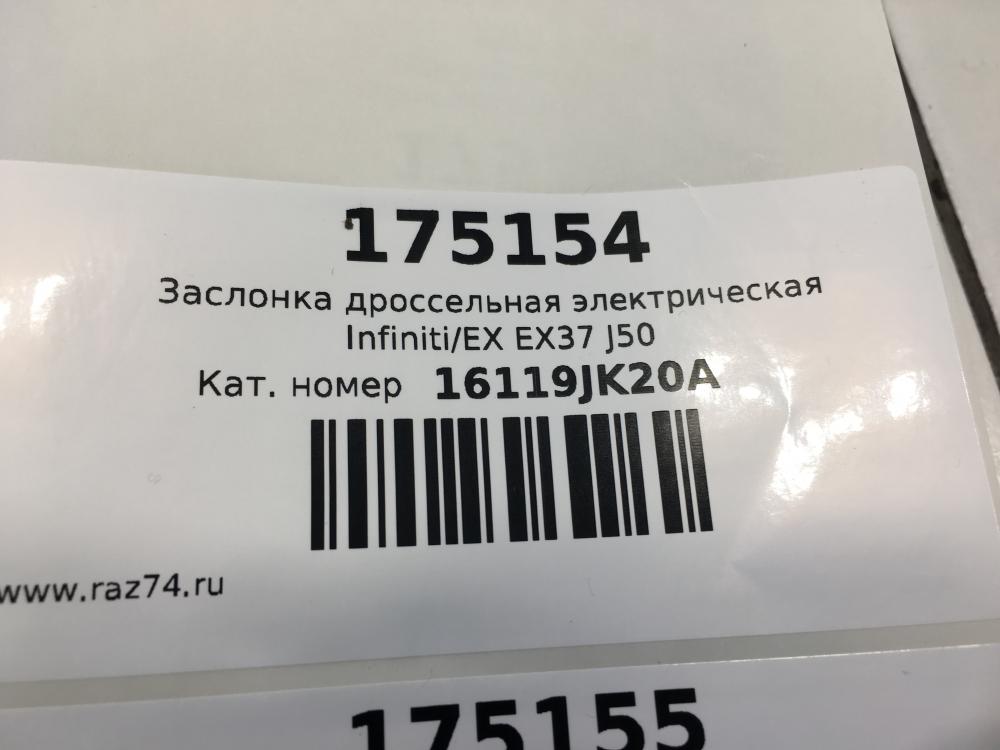 175154
Заслонка дроссельная электрическая
Infiniti/EX EX37 J50
Кат. номер 16119JK20A
www.raz74.ru
175155